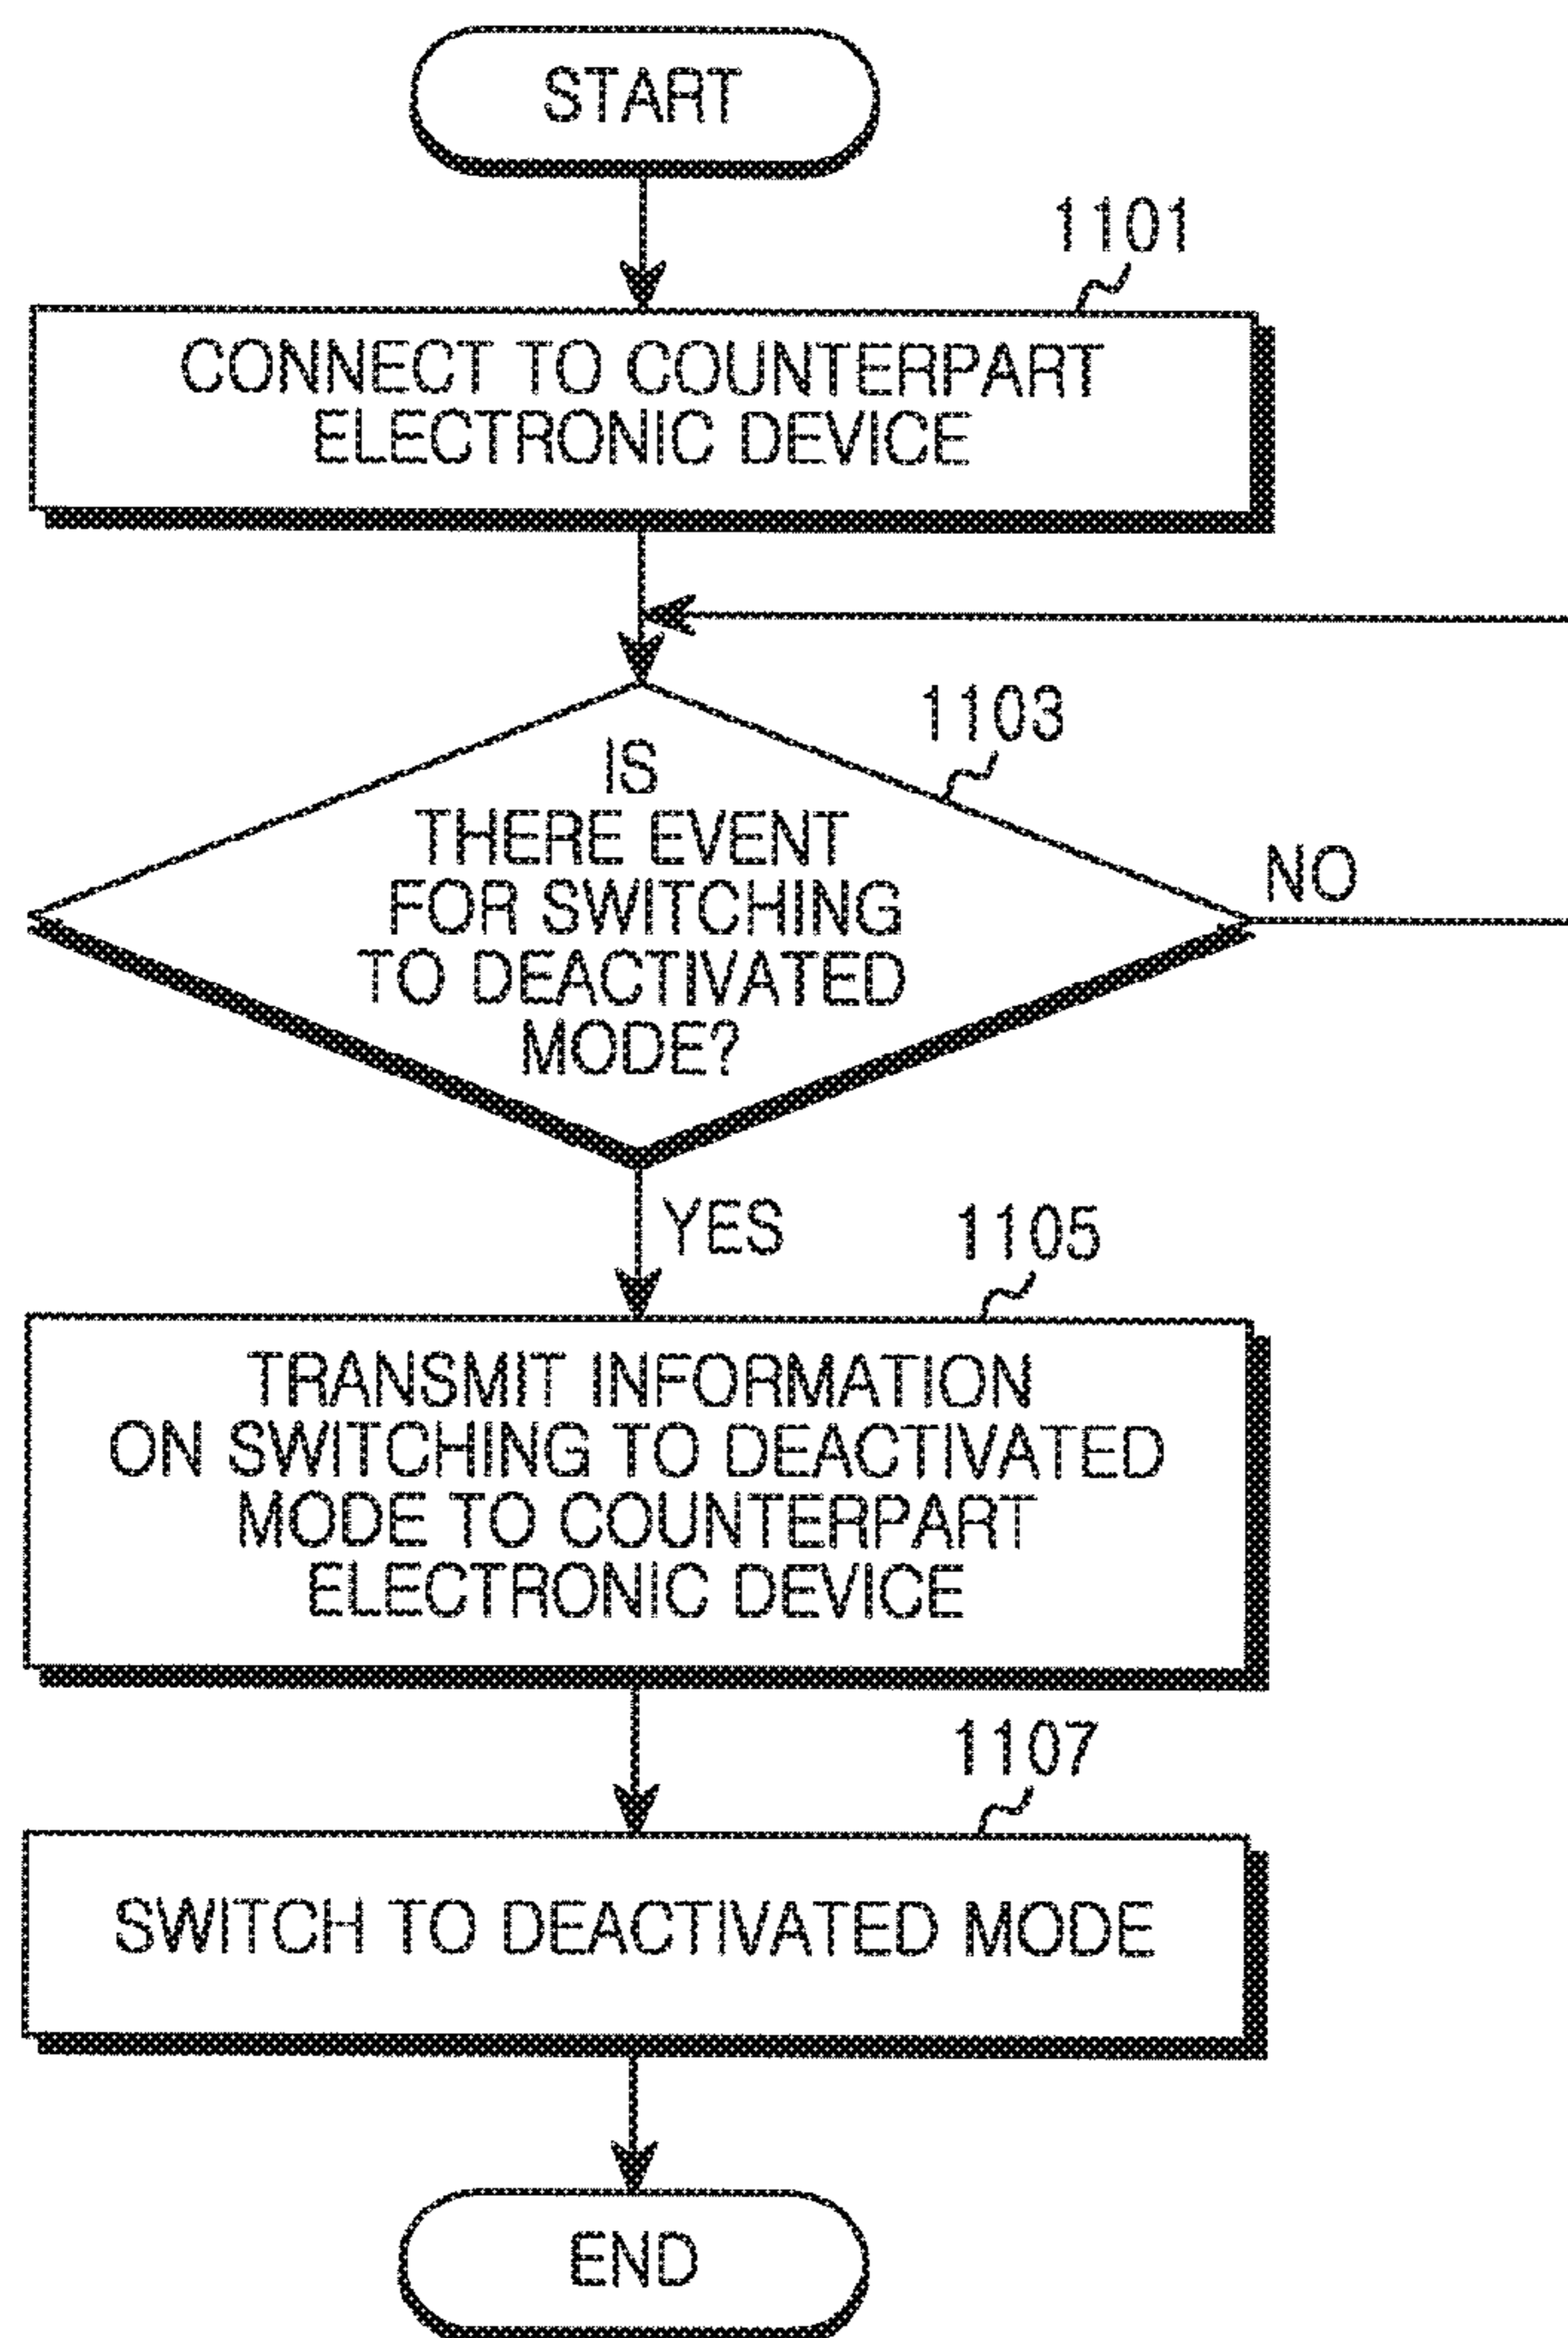 START
1101
CONNECT TO COUNTERPART
ELECTRONIC DEVICE
1103
IS
THERE EVENT
FOR SWITCHING
TO DEACTIVATED
MODE?
NO
YES
1105
TRANSMIT INFORMATION
ON SWITCHING TO DEACTIVATED
MODE TO COUNTERPART
ELECTRONIC DEVICE
1107
SWITCH TO DEACTIVATED MODE
END